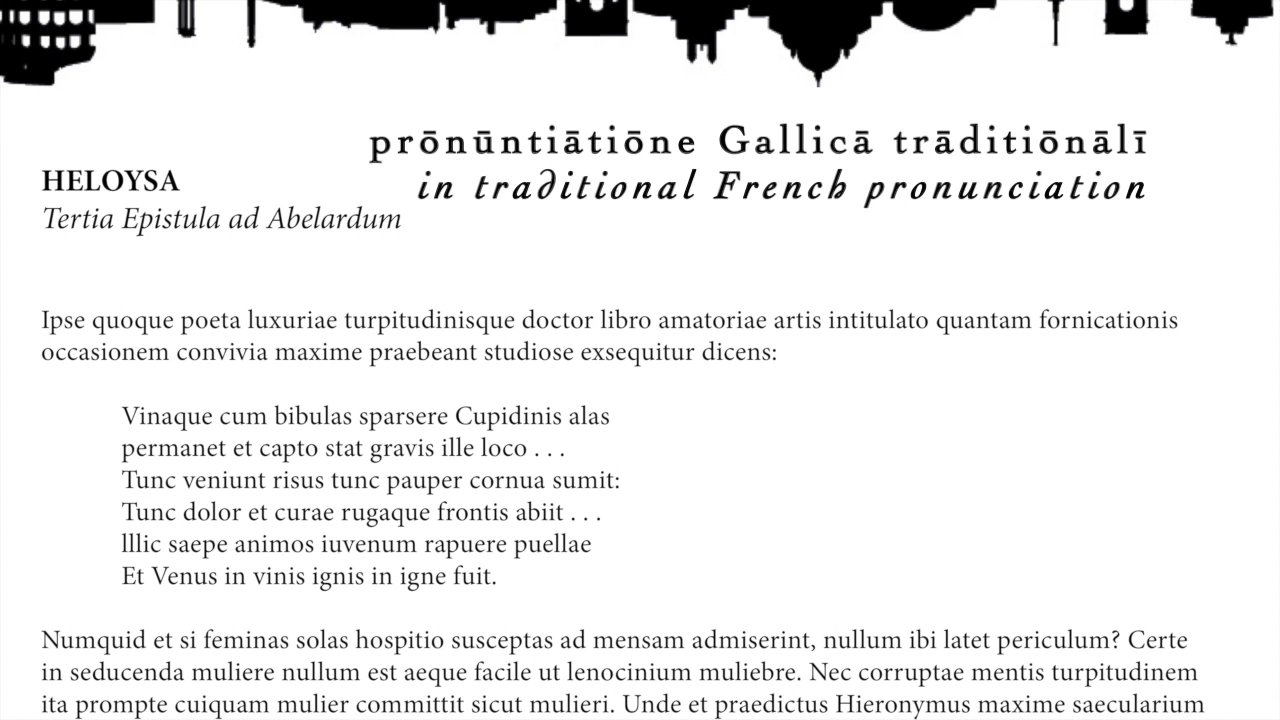 prōnūntiātiōne Gallicā trāditiōnālī
in traditional French pronunciation
HELOYSA
Tertia Epistula ad Abelardum
Ipse quoque poeta luxuriae turpitudinisque doctor libro amatoriae artis intitulato quantam fornicationis
occasionem convivia maxime praebeant studiose exsequitur dicens:
Vinaque cum bibulas sparsere Cupidinis alas
permanet et capto stat gravis ille loco . . .
Tunc veniunt risus tunc pauper cornua sumit:
Tunc dolor et curae rugaque frontis abiit . . .
lllic saepe animos iuvenum rapuere puellae
Et Venus in vinis ignis in igne fuit.
Numquid et si feminas solas hospitio susceptas ad mensam admiserint, nullum ibi latet periculum? Certe
in seducenda muliere nullum est aeque facile ut lenocinium muliebre. Nec corruptae mentis turpitudinem
ita prompte cuiquam mulier committit sicut mulieri. Unde et praedictus Hieronymus maxime saecularium